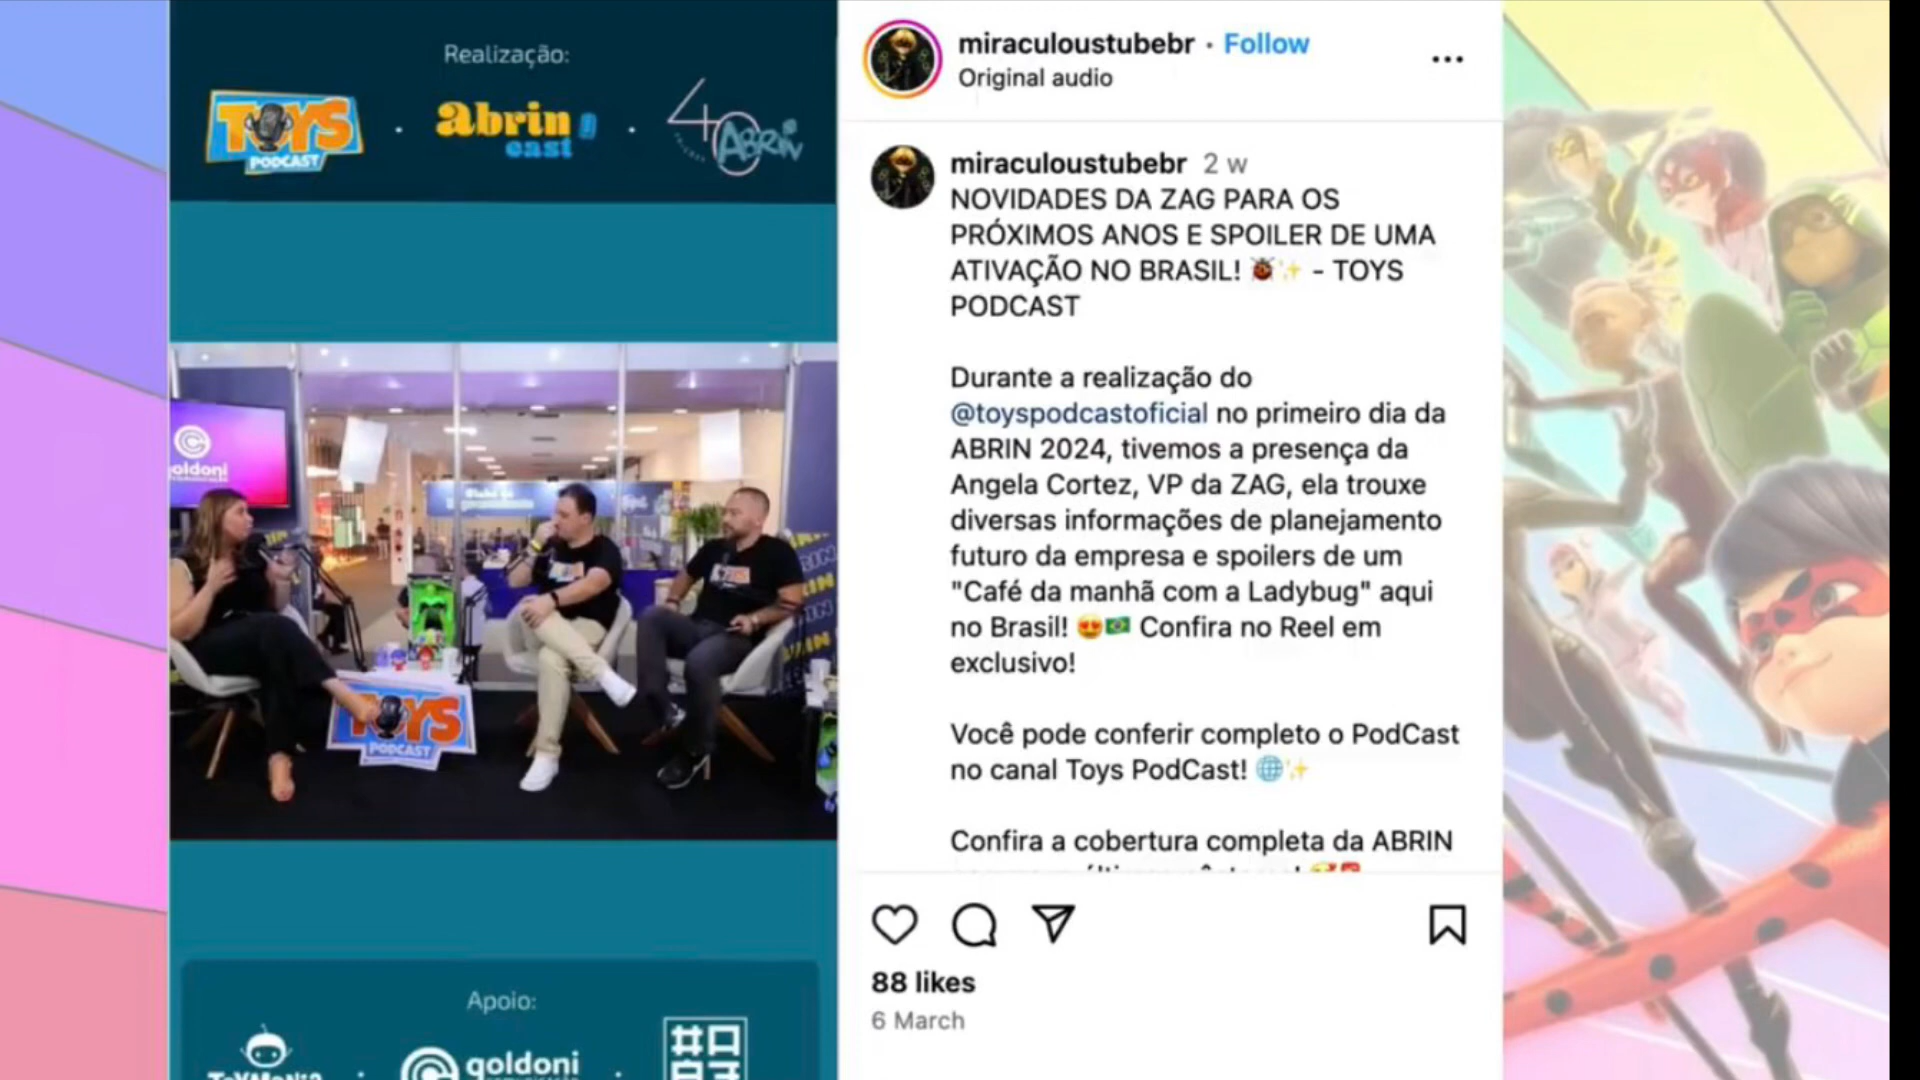 Realização:
TOYS
PODCAST
abrin
cast
40
ABRIN
goldoni
TOYS
PODCAST
Apoio:
goldoni
miraculoustubebr · Follow
Original audio
miraculoustubebr 2 w
NOVIDADES DA ZAG PARA OS
PRÓXIMOS ANOS E SPOILER DE UMA
ATIVAÇÃO NO BRASIL! 🐞✨ - TOYS
PODCAST
Durante a realização do
@toyspodcastoficial no primeiro dia da
ABRIN 2024, tivemos a presença da
Angela Cortez, VP da ZAG, ela trouxe
diversas informações de planejamento
futuro da empresa e spoilers de um
"Café da manhã com a Ladybug" aqui
no Brasil! 😍🇧🇷 Confira no Reel em
exclusivo!
Você pode conferir completo o PodCast
no canal Toys PodCast! 🌐✨
Confira a cobertura completa da ABRIN
88 likes
6 March